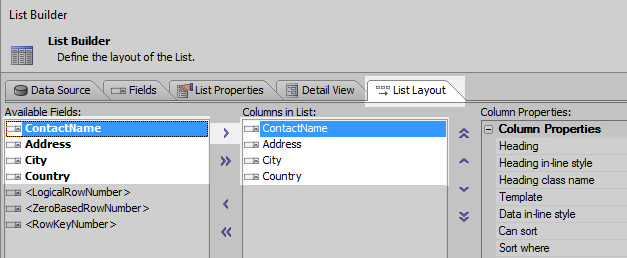 List Builder
List Builder
Define the layout of the List.
Data Source Fields List Properties Detail View List Layout
Available Fields: Columns in List: Column Properties:
ContactName ContactName Column Properties
Address Address Heading
City City Heading in-line style
Country Country Heading class name
<LogicalRowNumber> Template
<ZeroBasedRowNumber> Data in-line style
<RowKeyNumber> Can sort
Sort where